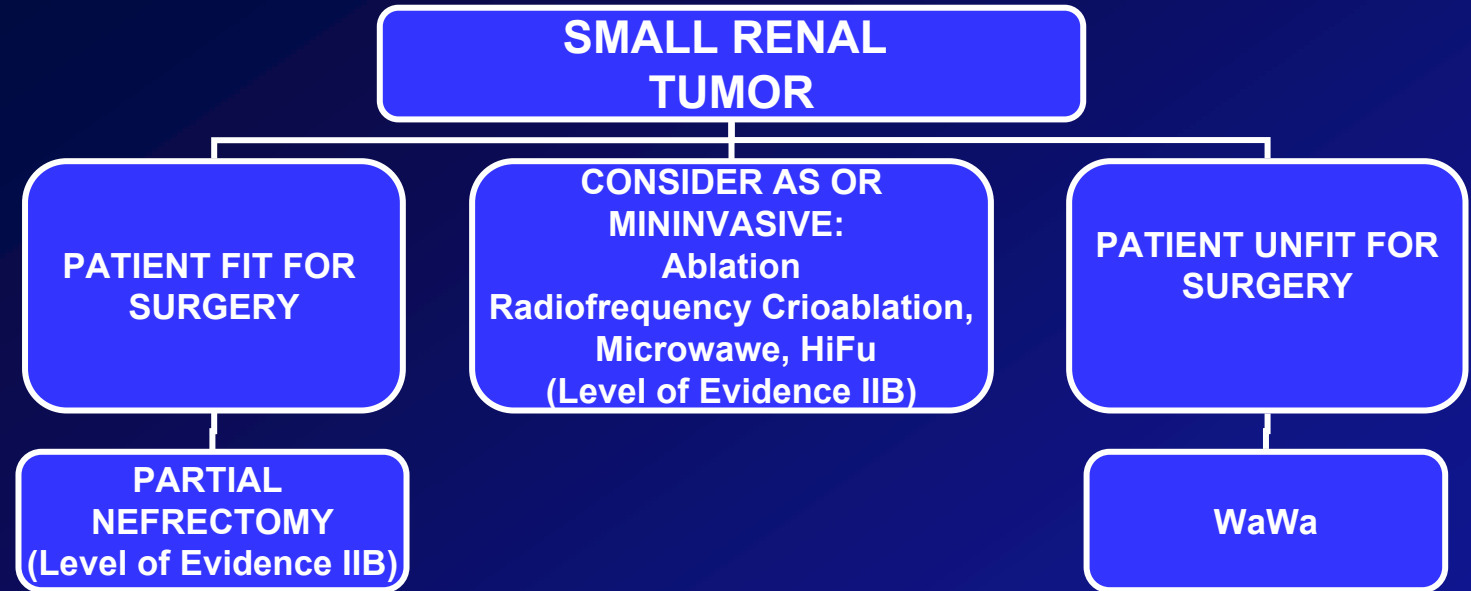 SMALL RENAL
TUMOR
PATIENT FIT FOR
SURGERY
CONSIDER AS OR
MININVASIVE:
Ablation
Radiofrequency Crioablation,
Microwawe, HiFu
(Level of Evidence IIB)
PATIENT UNFIT FOR
SURGERY
PARTIAL
NEFRECTOMY
(Level of Evidence IIB)
WaWa